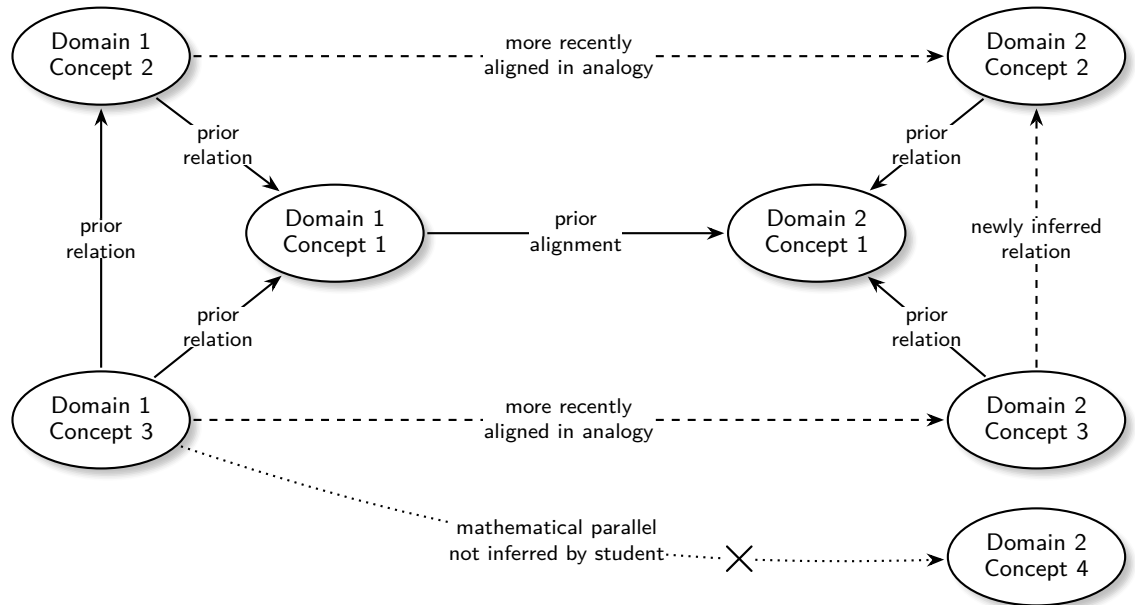 Domain 1
Concept 2
more recently
aligned in analogy
Domain 2
Concept 2
prior
relation
prior
relation
prior
relation
Domain 1
Concept 1
prior
alignment
Domain 2
Concept 1
newly inferred
relation
prior
relation
prior
relation
Domain 1
Concept 3
more recently
aligned in analogy
Domain 2
Concept 3
mathematical parallel
not inferred by student
Domain 2
Concept 4